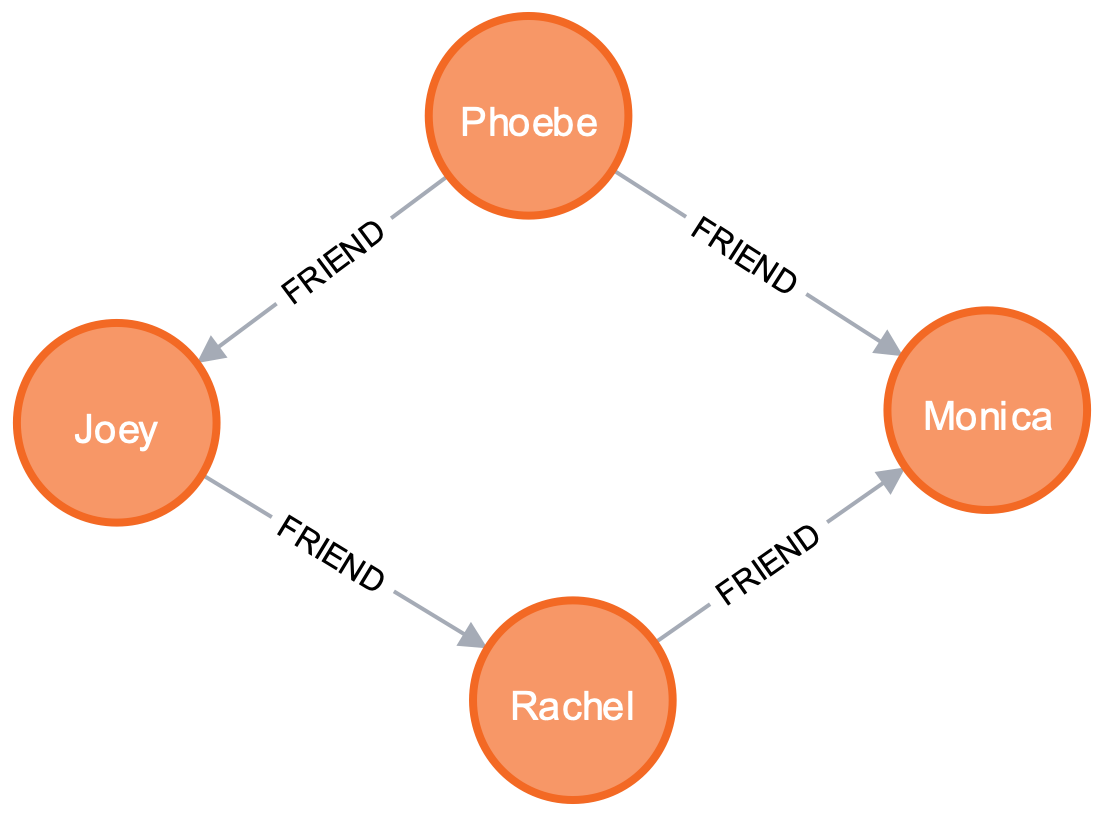 Phoebe
FRIEND
FRIEND
Joey
Monica
FRIEND
FRIEND
Rachel